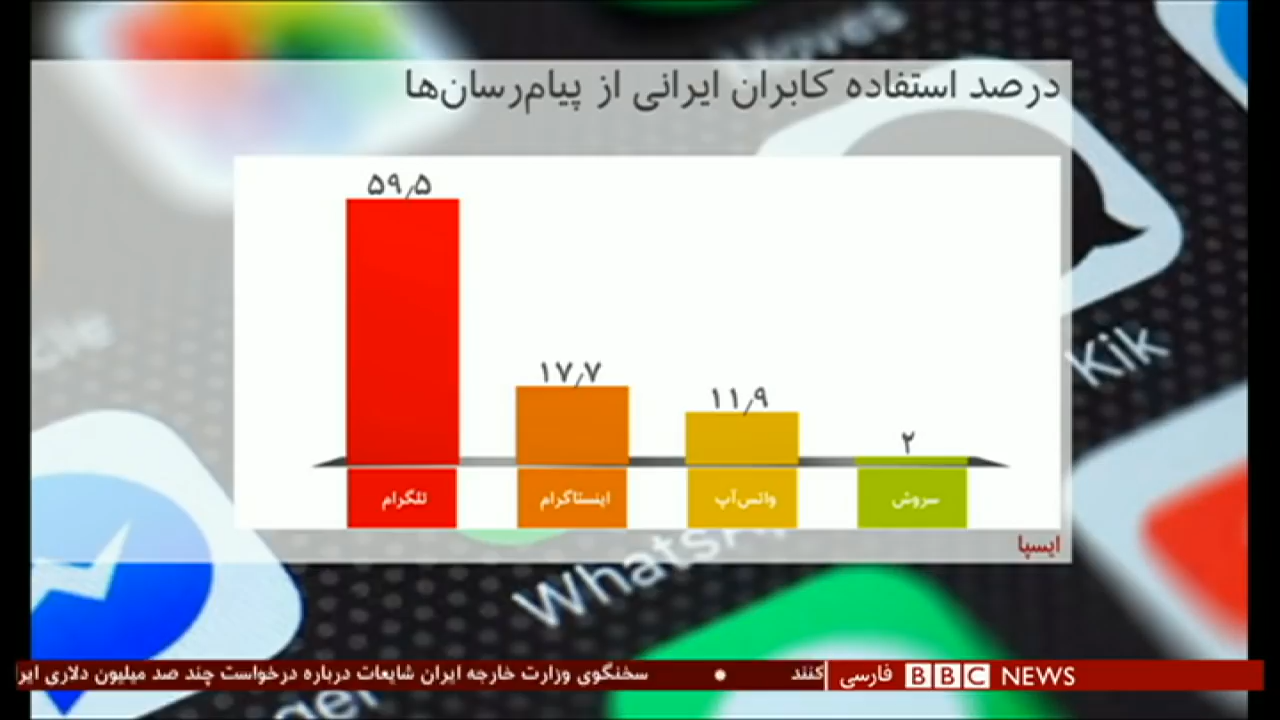 درصد استفاده کابران ایرانی از پیام‌رسان‌ها
۵۹٫۵
۱۷٫۷
۱۱٫۹
۲
تلگرام
اینستاگرام
واتس‌آپ
سروش
ایسپا
Kik
WhatsA
BBC NEWS فارسی
کنند
سخنگوی وزارت خارجه ایران شایعات درباره درخواست چند صد میلیون دلاری ایر